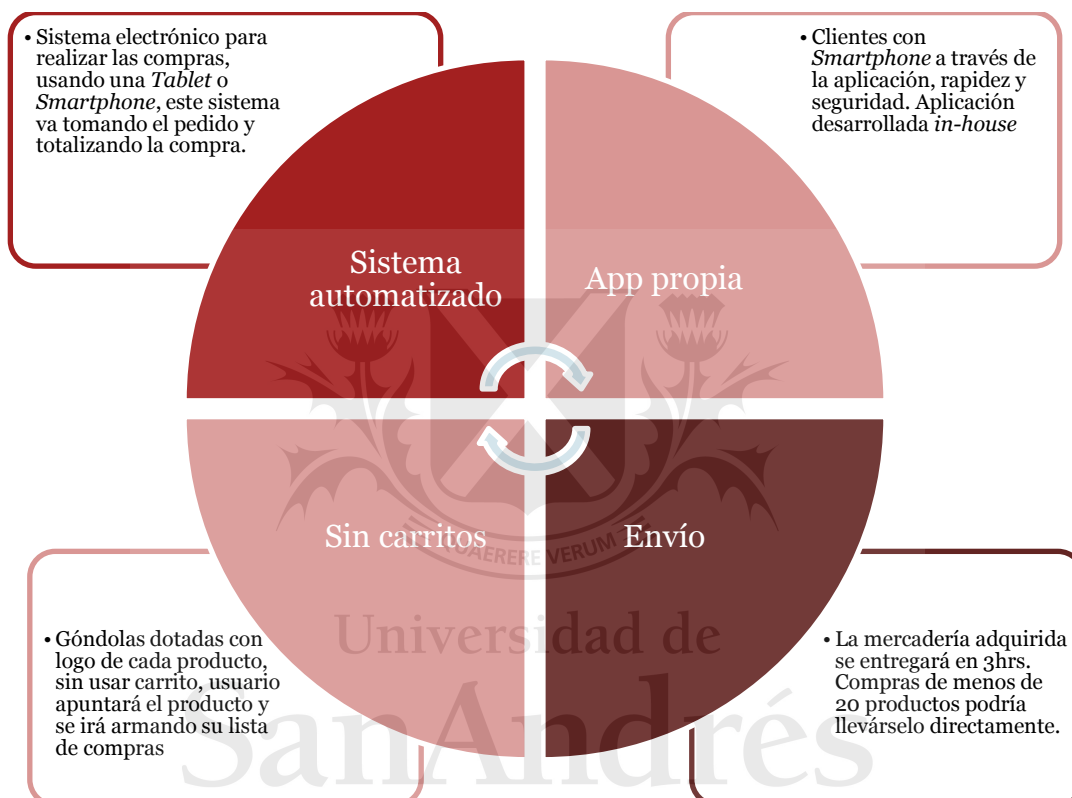 • Sistema electrónico para
realizar las compras,
usando una Tablet o
Smartphone, este sistema
va tomando el pedido y
totalizando la compra.
• Clientes con
Smartphone a través de
la aplicación, rapidez y
seguridad. Aplicación
desarrollada in-house
Sistema
automatizado
App propia
Sin carritos
Envío
QUAERERE VERUM
• Góndolas dotadas con
logo de cada producto,
sin usar carrito, usuario
apuntará el producto y
se irá armando su lista
de compras
• La mercadería adquirida
se entregará en 3hrs.
Compras de menos de
20 productos podría
llevárselo directamente.
Universidad de
SanAndrés